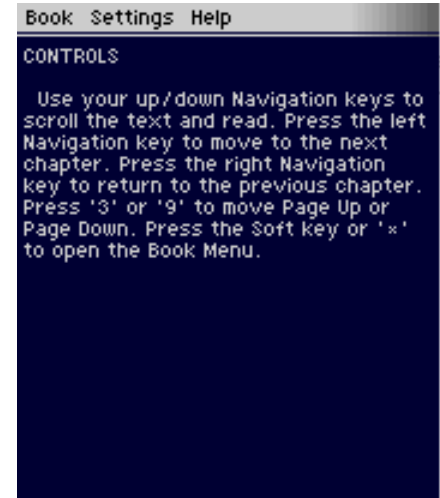 Book Settings Help
CONTROLS
Use your up/down Navigation keys to
scroll the text and read. Press the left
Navigation key to move to the next
chapter. Press the right Navigation
key to return to the previous chapter.
Press '3' or '9' to move Page Up or
Page Down. Press the Soft key or '*'
to open the Book Menu.